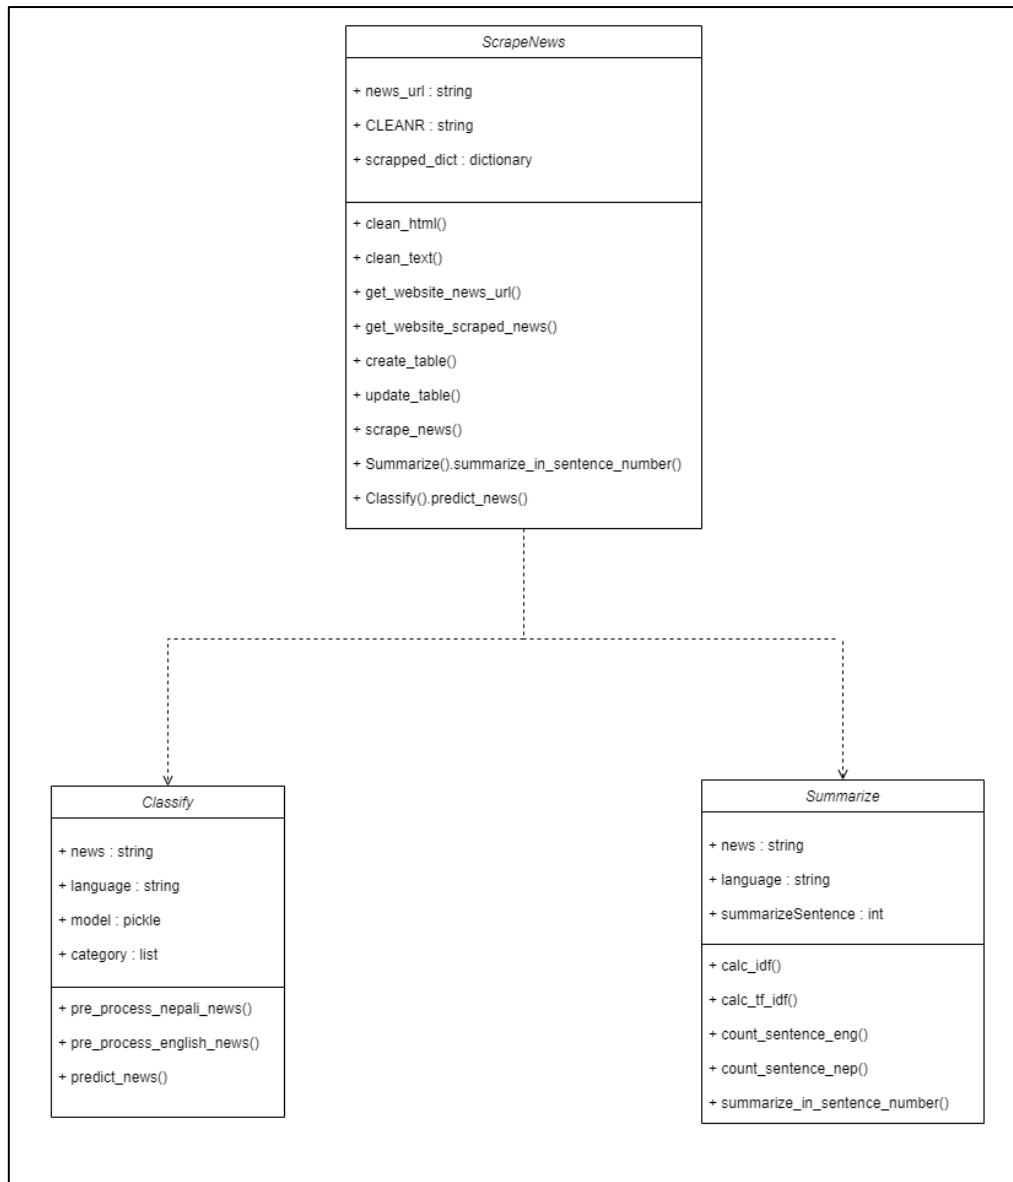 ScrapeNews
+ news_url : string
+ CLEANR : string
+ scrapped_dict : dictionary
+ clean_html()
+ clean_text()
+ get_website_news_url()
+ get_website_scraped_news()
+ create_table()
+ update_table()
+ scrape_news()
+ Summarize().summarize_in_sentence_number()
+ Classify().predict_news()
Classify
+ news : string
+ language : string
+ model : pickle
+ category : list
+ pre_process_nepali_news()
+ pre_process_english_news()
+ predict_news()
Summarize
+ news : string
+ language : string
+ summarizeSentence : int
+ calc_idf()
+ calc_tf_idf()
+ count_sentence_eng()
+ count_sentence_nep()
+ summarize_in_sentence_number()